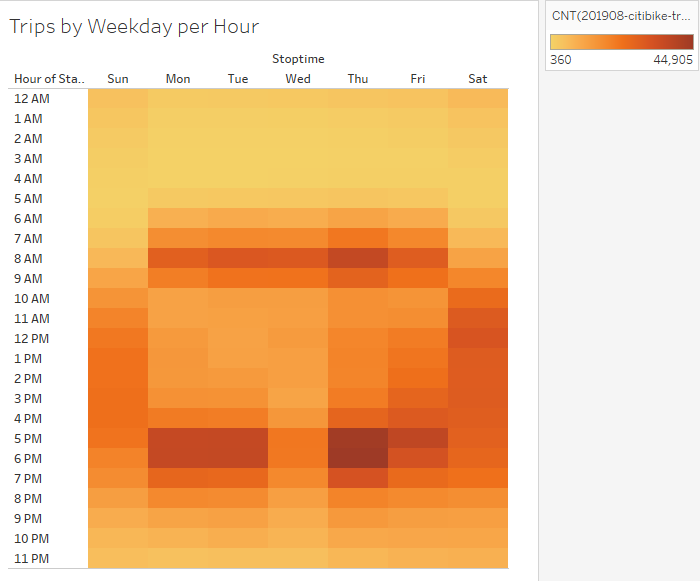 Trips by Weekday per Hour
Stoptime
Hour of Sta.. Sun Mon Tue Wed Thu Fri Sat
12 AM
1 AM
2 AM
3 AM
4 AM
5 AM
6 AM
7 AM
8 AM
9 AM
10 AM
11 AM
12 PM
1 PM
2 PM
3 PM
4 PM
5 PM
6 PM
7 PM
8 PM
9 PM
10 PM
11 PM
CNT(201908-citibike-tr...
360 44,905